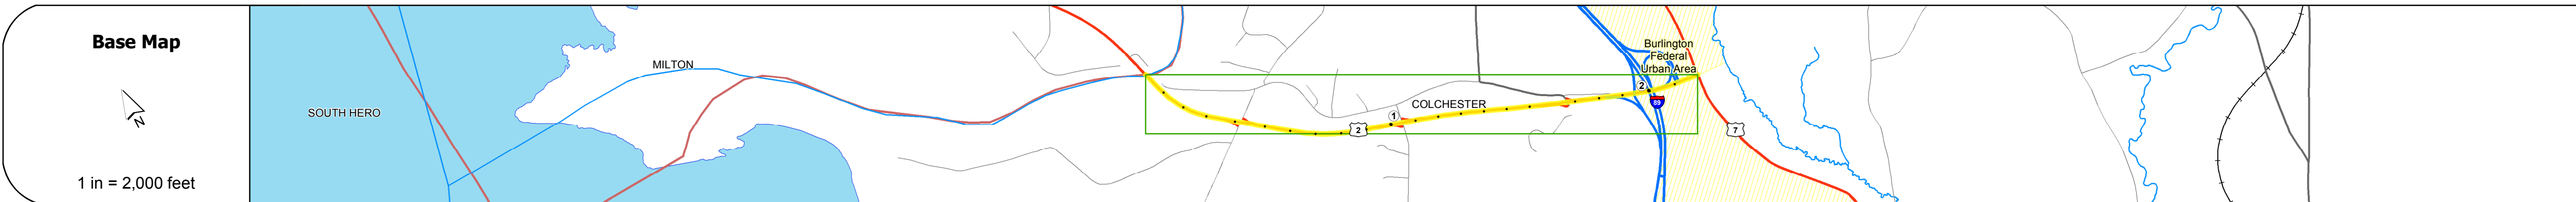 Base Map
N
1 in = 2,000 feet
SOUTH HERO
MILTON
COLCHESTER
1
2
2
Burlington
Federal
Urban Area
89
7